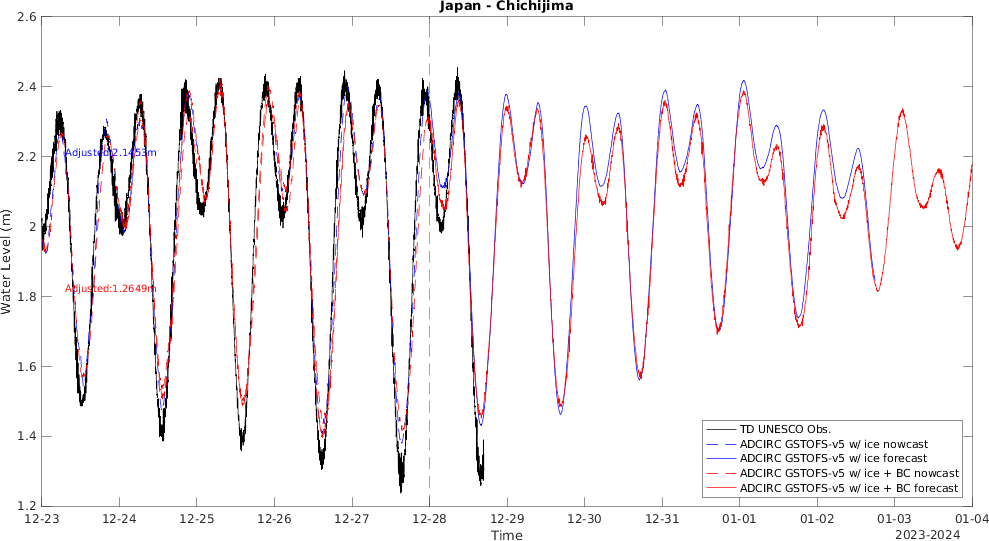 Japan - Chichijima
2.6
2.4
2.2
2
1.8
1.6
1.4
1.2
Water Level (m)
Adjusted:2.1453m
Adjusted:1.2649m
TD UNESCO Obs.
ADCIRC GSTOFS-v5 w/ ice nowcast
ADCIRC GSTOFS-v5 w/ ice forecast
ADCIRC GSTOFS-v5 w/ ice + BC nowcast
ADCIRC GSTOFS-v5 w/ ice + BC forecast
12-23 12-24 12-25 12-26 12-27 12-28 12-29 12-30 12-31 01-01 01-02 01-03 01-04
Time
2023-2024